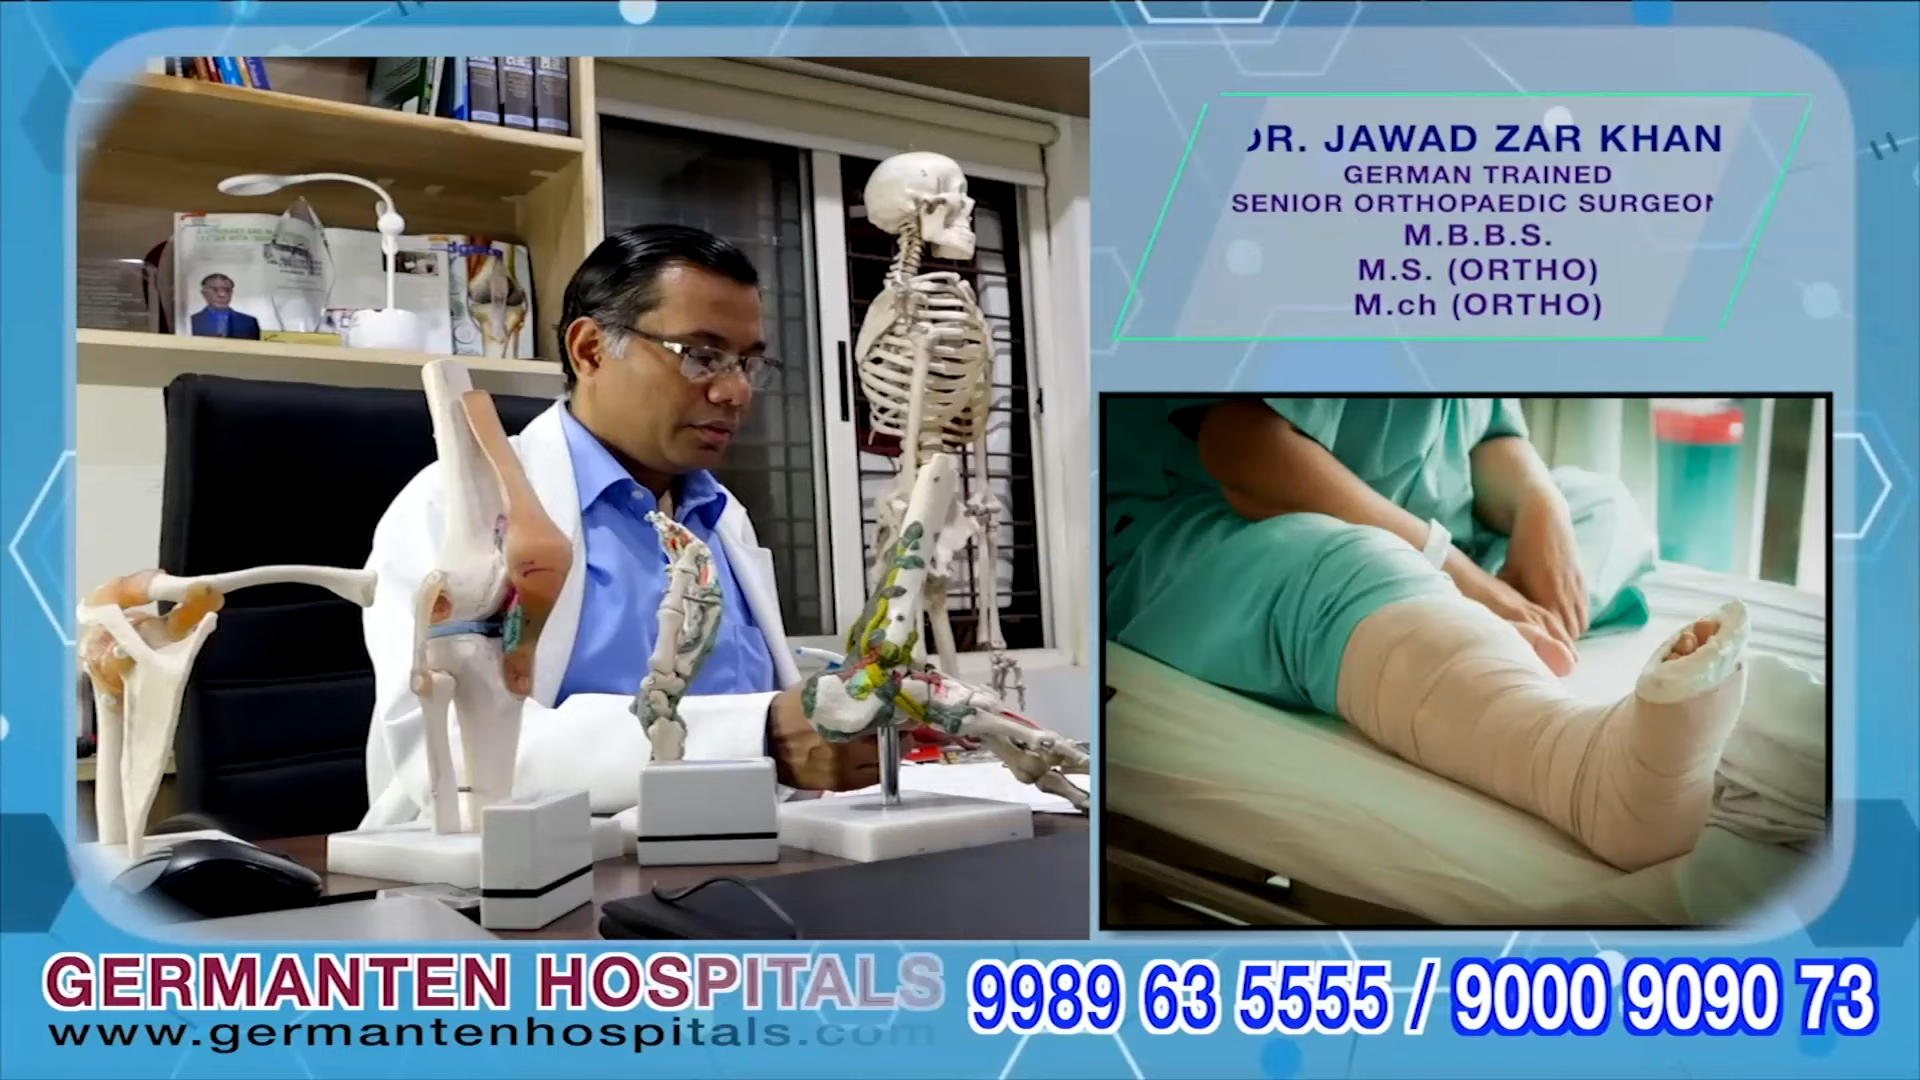 DR. JAWAD ZAR KHAN
GERMAN TRAINED
SENIOR ORTHOPAEDIC SURGEON
M.B.B.S.
M.S. (ORTHO)
M.ch (ORTHO)
GERMANTEN HOSPITALS
www.germantenhospitals.com
9989 63 5555 / 9000 9090 73